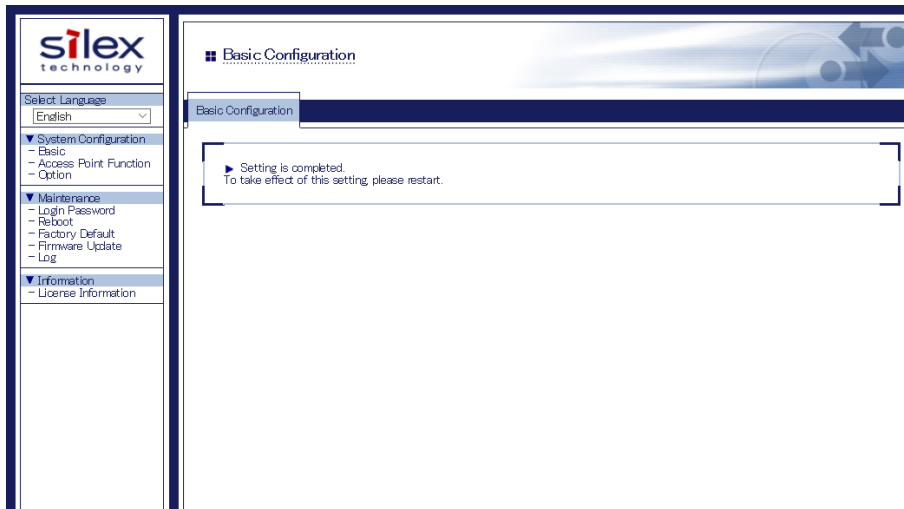 silex
technology
Select Language
English
▼ System Configuration
- Basic
- Access Point Function
- Option
▼ Maintenance
- Login Password
- Reboot
- Factory Default
- Firmware Update
- Log
▼ Information
- License Information
Basic Configuration
Basic Configuration
▶ Setting is completed.
To take effect of this setting, please restart.